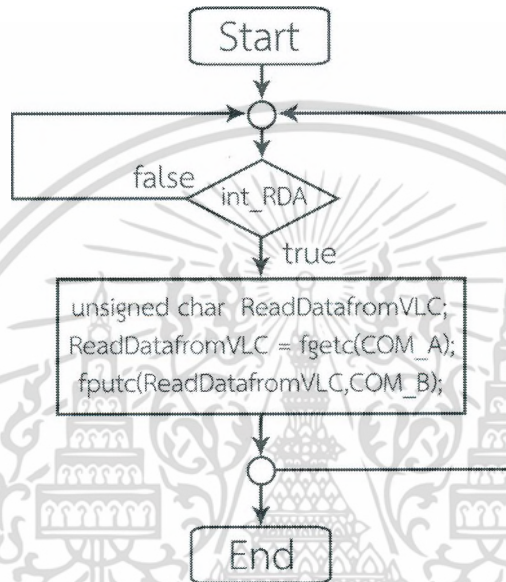 Start
int_RDA
false
true
unsigned char ReadDatafromVLC;
ReadDatafromVLC = fgetc(COM_A);
fputc(ReadDatafromVLC,COM_B);
End